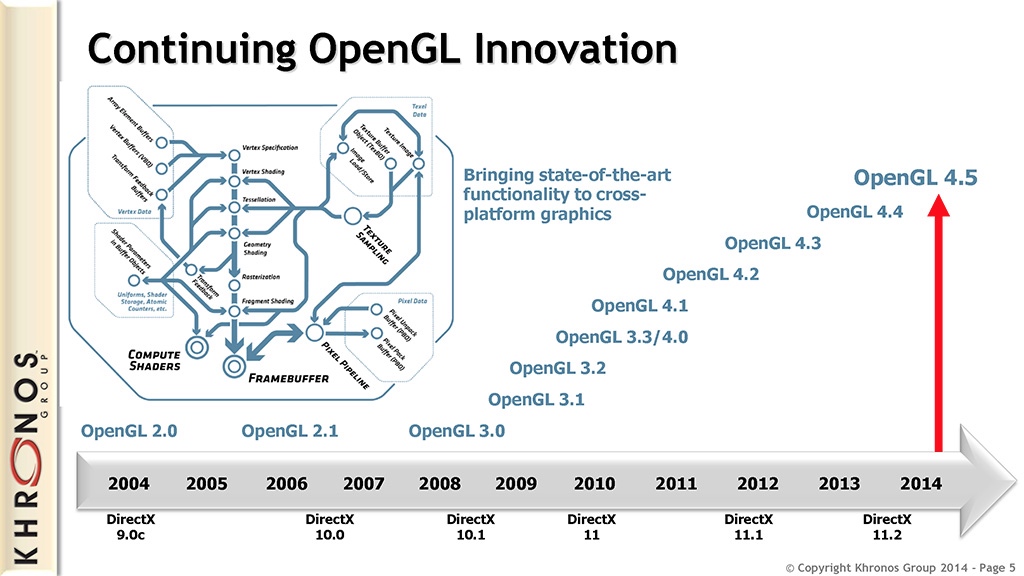 Continuing OpenGL Innovation
Array Element Buffers
Vertex Buffers (VBO)
Transform Feedback
Buffers
Vertex Data
Shader Parameters
in Buffer Objects
Uniforms, Shader
Storage, Atomic
Counters, etc.
Vertex Specification
Vertex Shading
Tessellation
Geometry
Shading
Transform
Feedback
Rasterization
Fragment Shading
Texel
Data
Texture Image
Texture Buffer
Object (TexBO)
Image
Load/Store
TEXTURE
SAMPLING
Pixel Data
Pixel Unpack
Buffer (PBO)
Pixel Pack
Buffer (PBO)
PIXEL PIPELINE
COMPUTE
SHADERS
FRAMEBUFFER
Bringing state-of-the-art
functionality to cross-
platform graphics
OpenGL 4.5
OpenGL 4.4
OpenGL 4.3
OpenGL 4.2
OpenGL 4.1
OpenGL 3.3/4.0
OpenGL 3.2
OpenGL 3.1
OpenGL 2.0 OpenGL 2.1 OpenGL 3.0
2004 2005 2006 2007 2008 2009 2010 2011 2012 2013 2014
DirectX DirectX DirectX DirectX DirectX DirectX
9.0c 10.0 10.1 11 11.1 11.2
KHRONOS
GROUP
© Copyright Khronos Group 2014 - Page 5